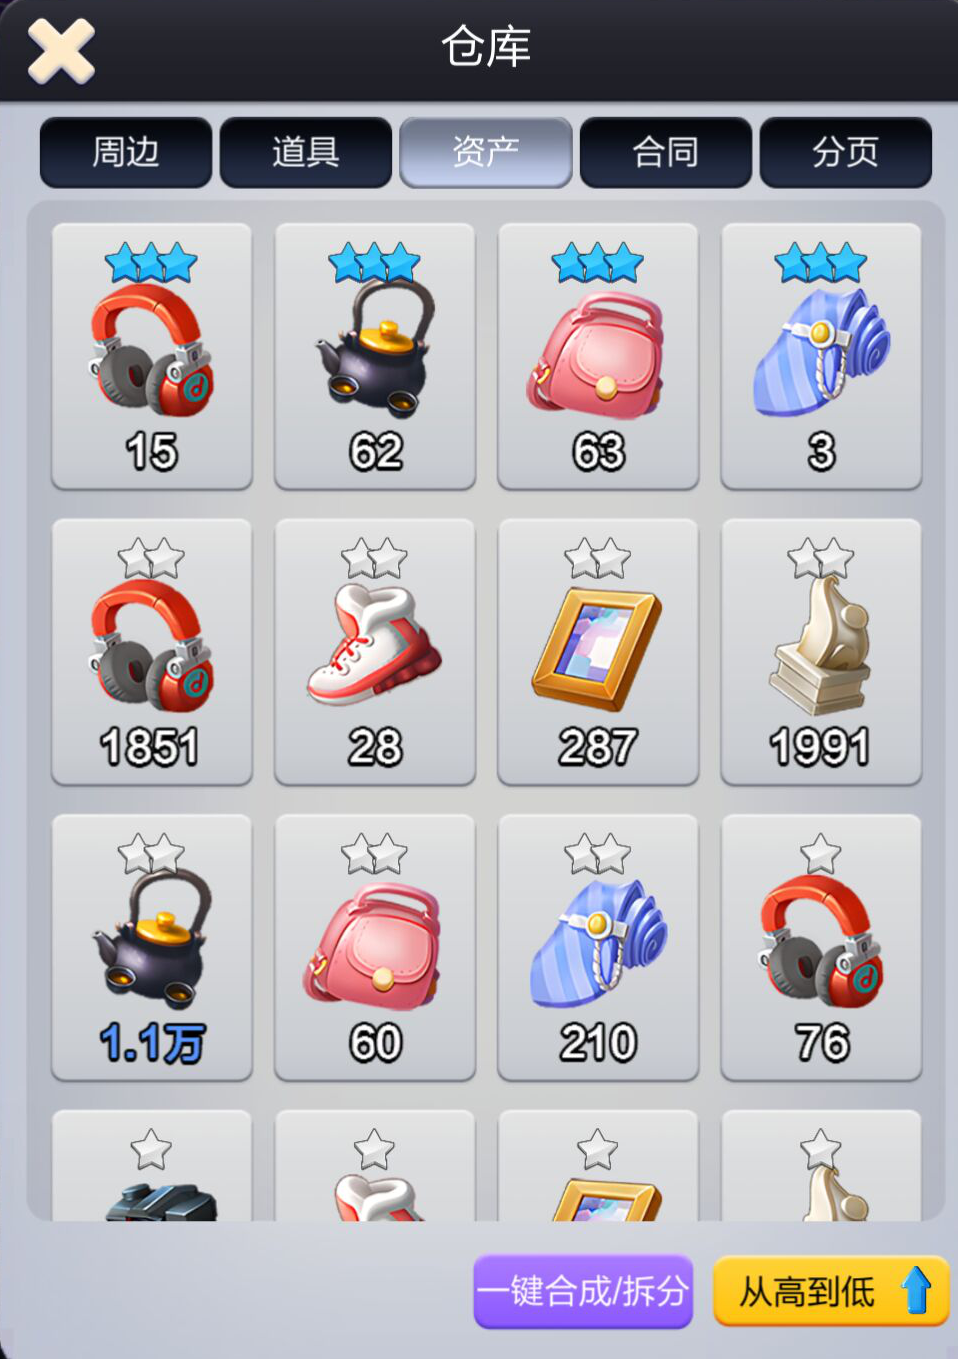 仓库
周边 道具 资产 合同 分页
15 62 63 3
1851 28 287 1991
1.1万 60 210 76
一键合成/拆分 从高到低